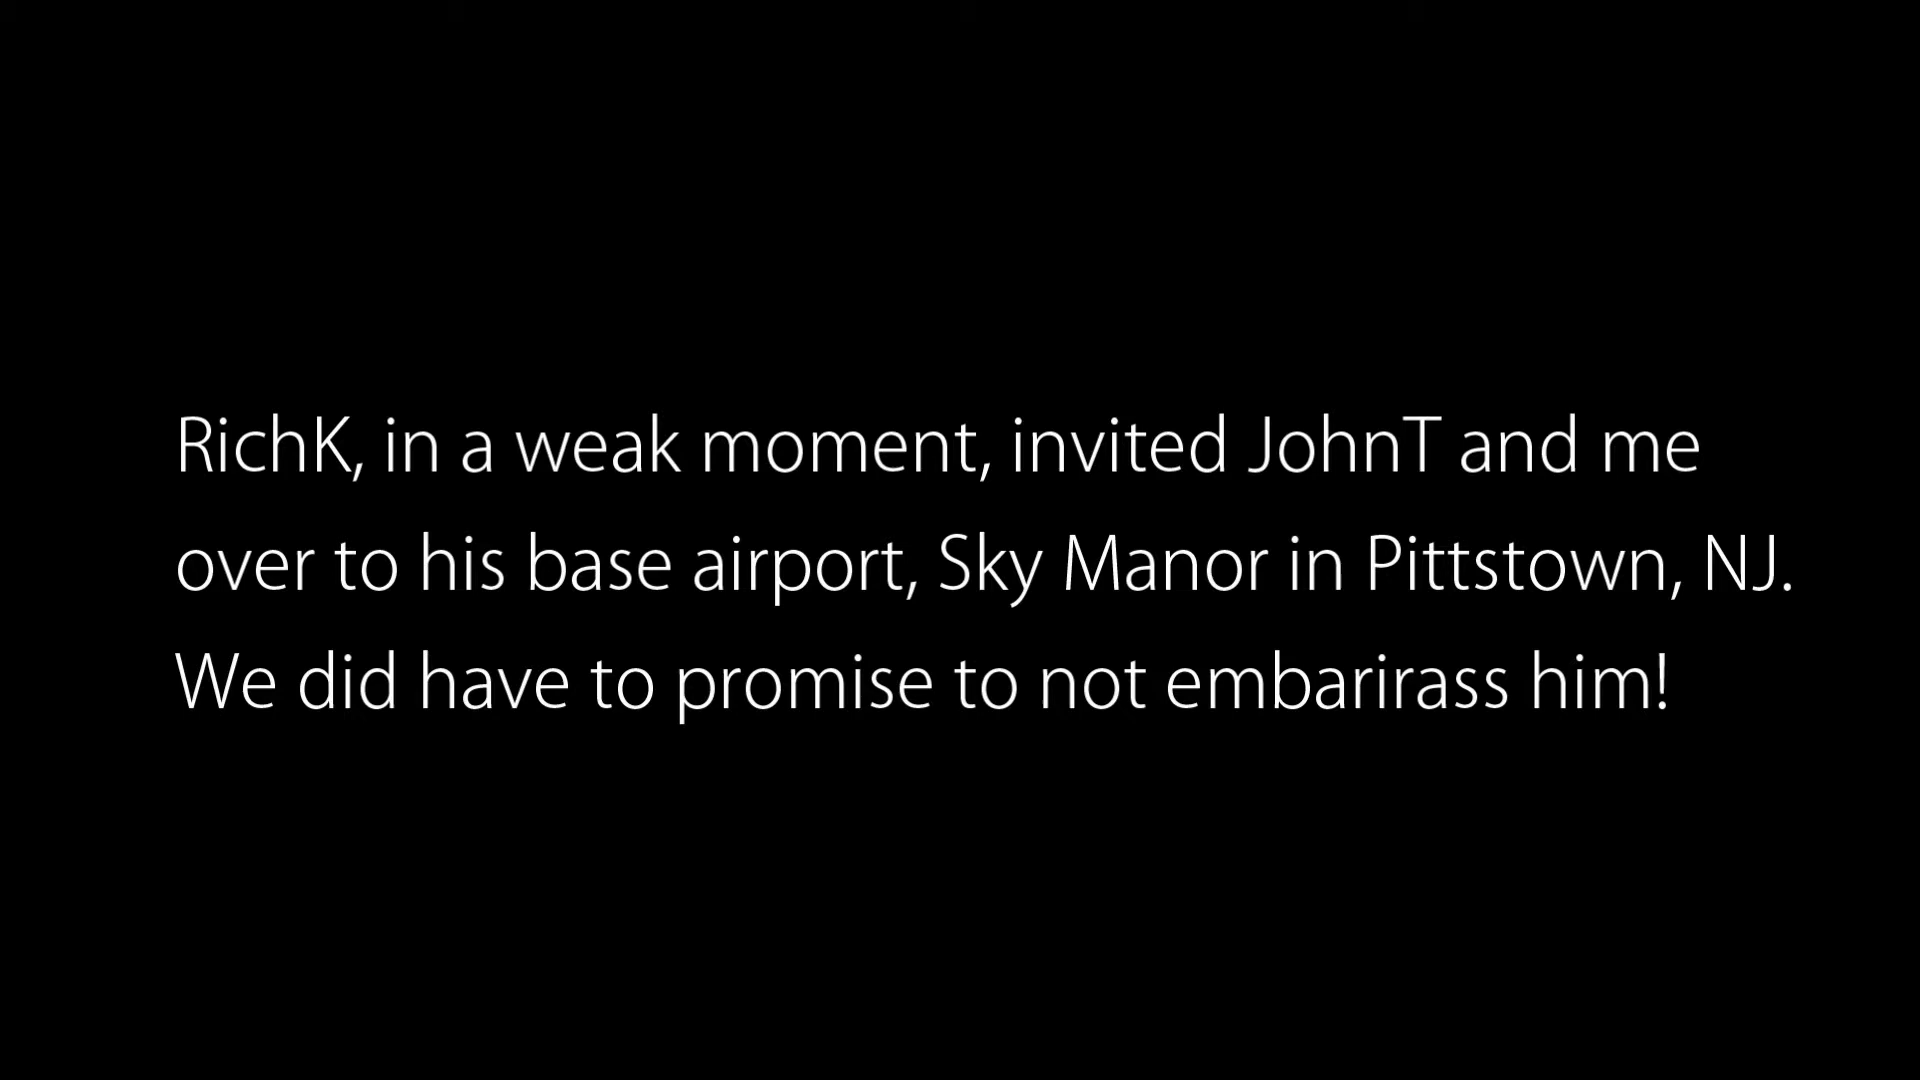 RichK, in a weak moment, invited JohnT and me
over to his base airport, Sky Manor in Pittstown, NJ.
We did have to promise to not embarirass him!